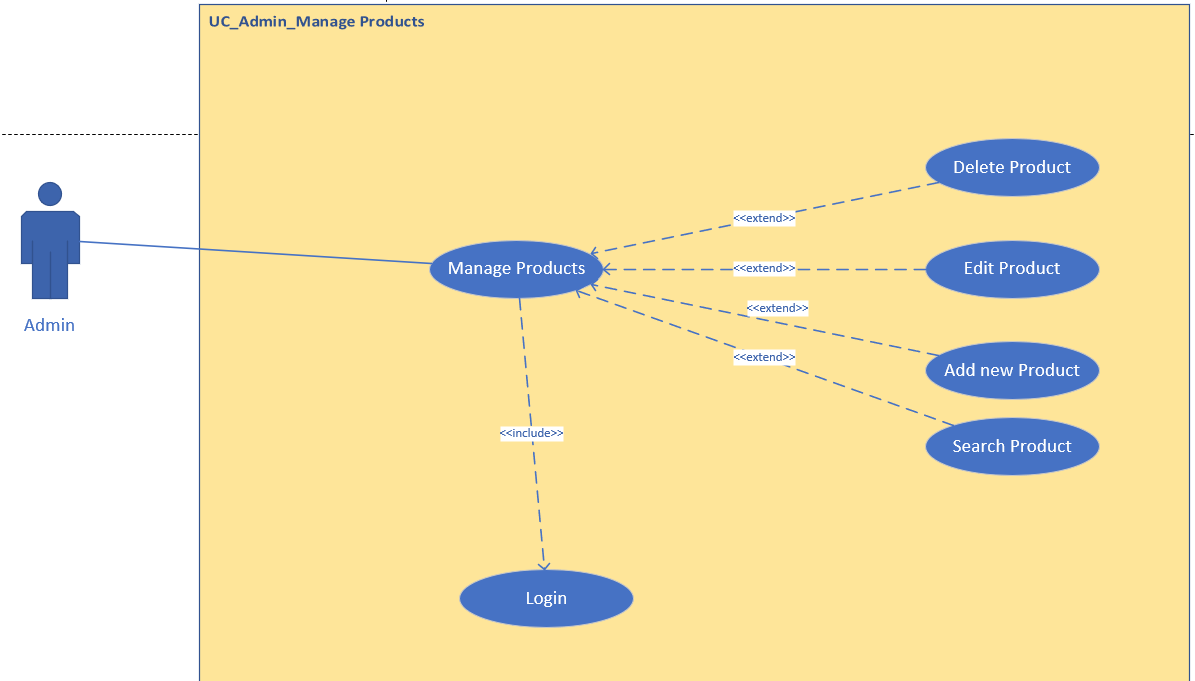 UC_Admin_Manage Products
Delete Product
<<extend>>
Manage Products
<<extend>>
Edit Product
<<extend>>
Admin
<<extend>>
Add new Product
<<include>>
Search Product
Login